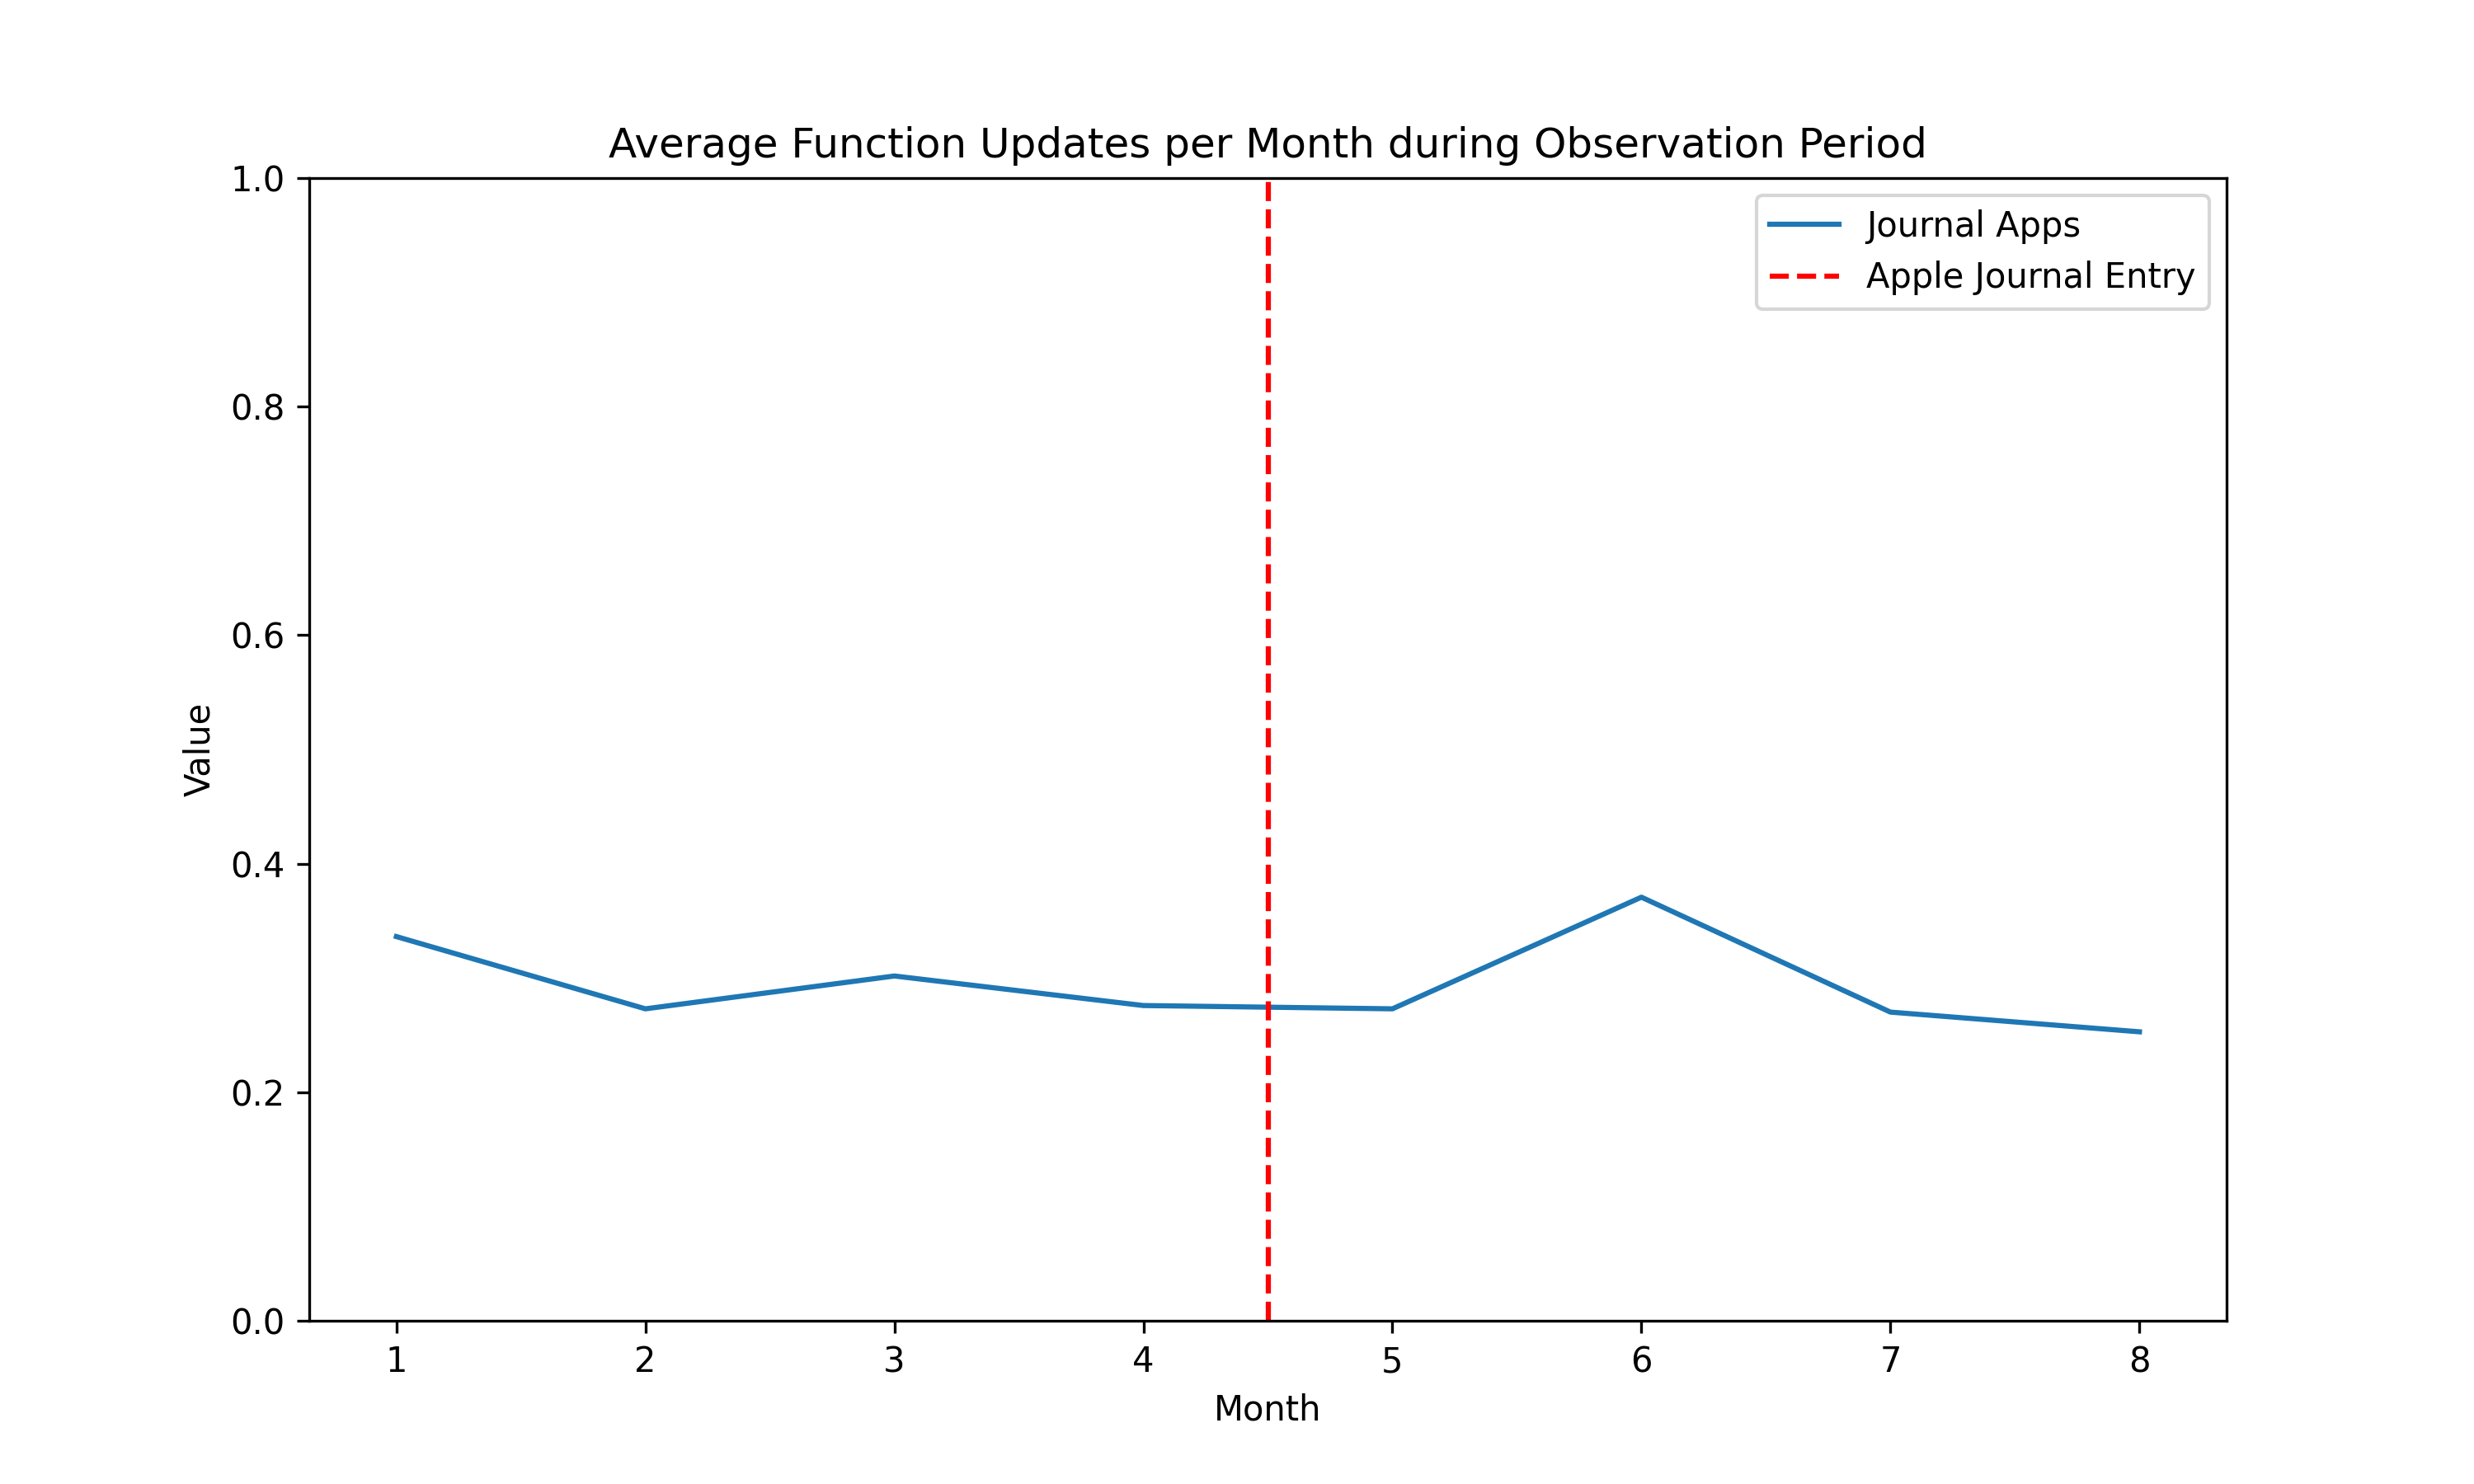 Average Function Updates per Month during Observation Period
1.0
0.8
0.6
0.4
0.2
0.0
Value
Journal Apps
Apple Journal Entry
1 2 3 4 5 6 7 8
Month